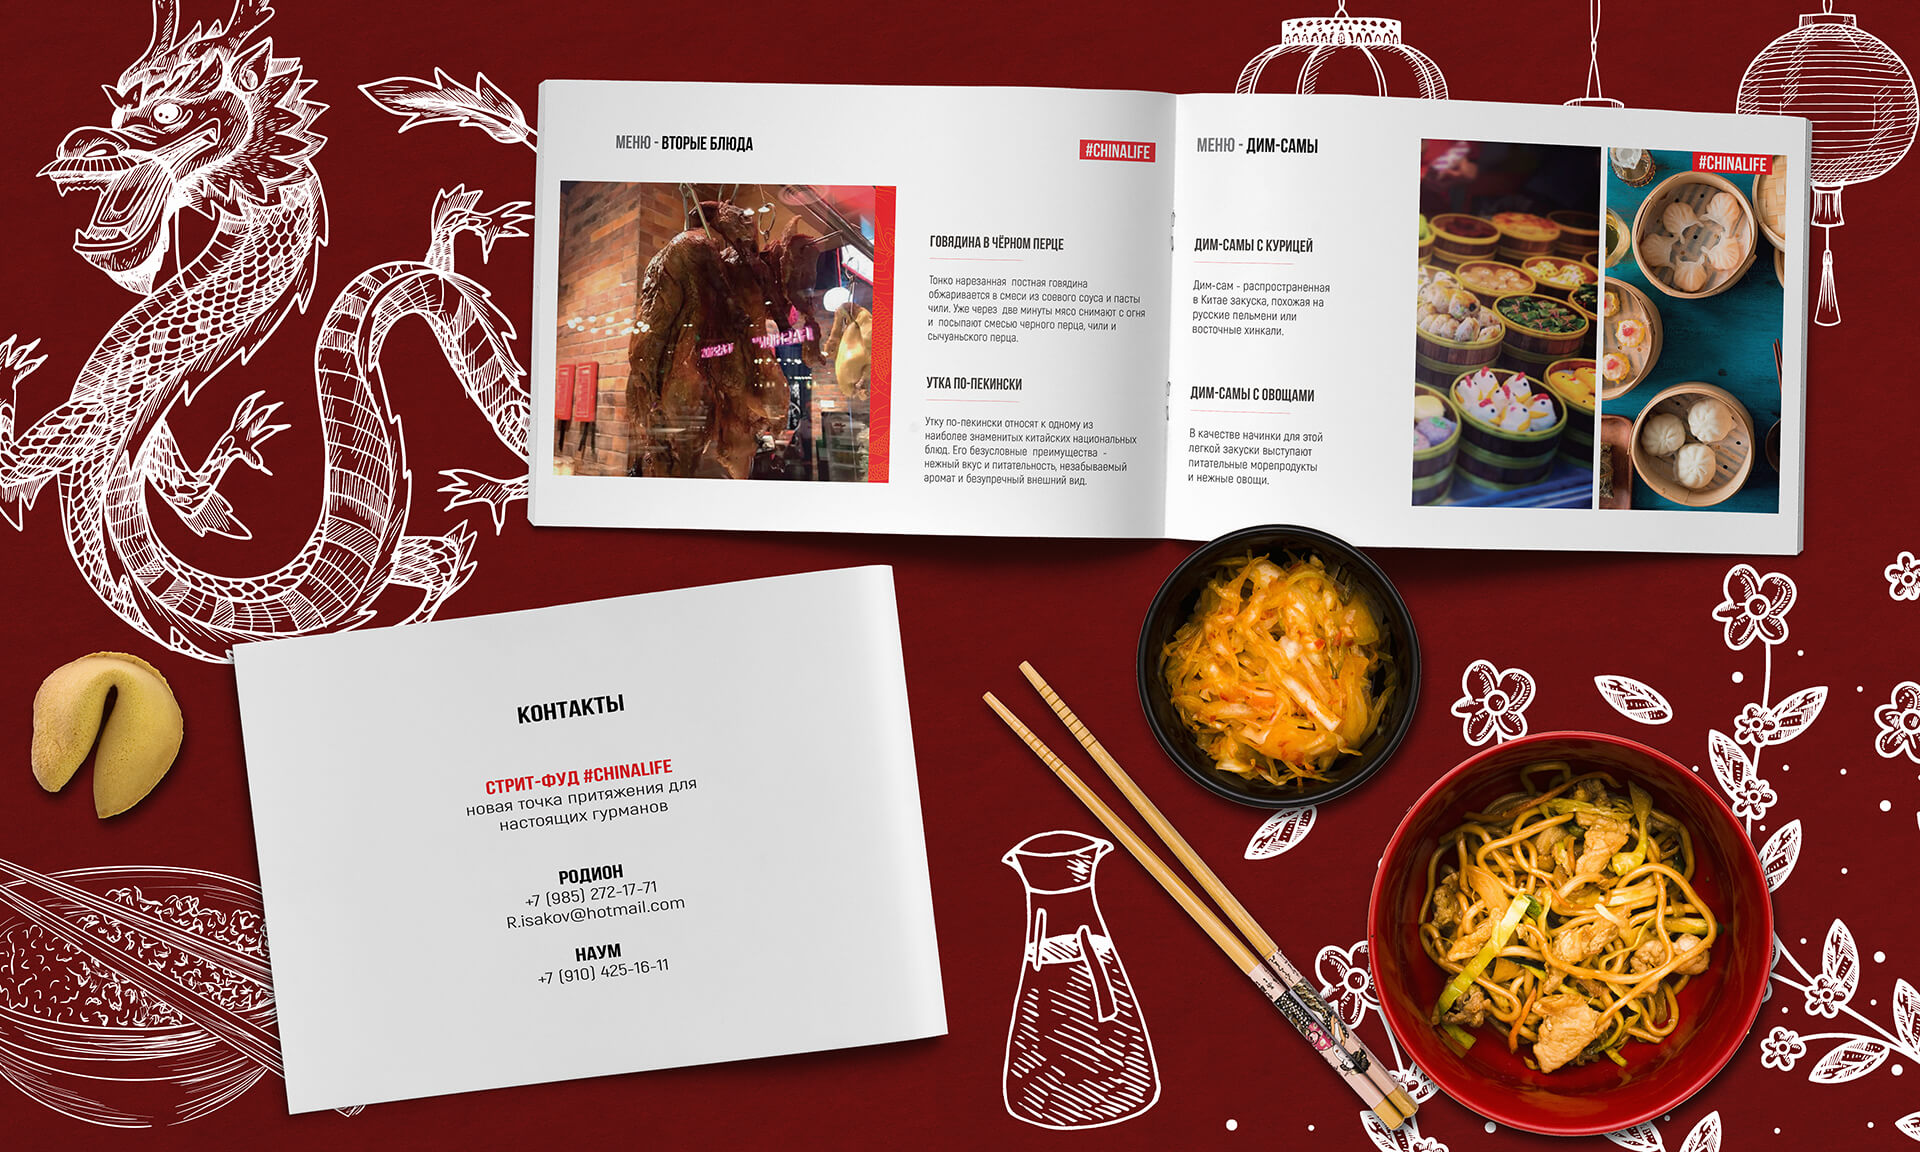 МЕНЮ - ВТОРЫЕ БЛЮДА
#CHINALIFE
ГОВЯДИНА В ЧЁРНОМ ПЕРЦЕ
Тонко нарезанная постная говядина
обжаривается в смеси из соевого соуса и пасты
чили. Уже через две минуты мясо снимают с огня
и посыпают смесью черного перца, чили и
сычуаньского перца.
УТКА ПО-ПЕКИНСКИ
Утку по-пекински относят к одному из
наиболее знаменитых китайских национальных
блюд. Его безусловные преимущества -
нежный вкус и питательность, незабываемый
аромат и безупречный внешний вид.
МЕНЮ - ДИМ-САМЫ
#CHINALIFE
ДИМ-САМЫ С КУРИЦЕЙ
Дим-сам - распространенная
в Китае закуска, похожая на
русские пельмени или
восточные хинкали.
ДИМ-САМЫ С ОВОЩАМИ
В качестве начинки для этой
легкой закуски выступают
питательные морепродукты
и нежные овощи.
КОНТАКТЫ
СТРИТ-ФУД #CHINALIFE
новая точка притяжения для
настоящих гурманов
РОДИОН
+7 (985) 272-17-71
R.isakov@hotmail.com
НАУМ
+7 (910) 425-16-11